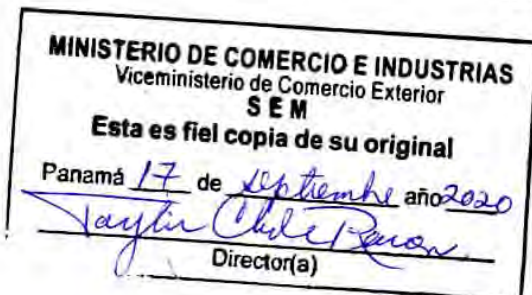 MINISTERIO DE COMERCIO E INDUSTRIAS
Viceministerio de Comercio Exterior
S E M
Esta es fiel copia de su original
Panamá 17 de septiembre año 2020
Director(a)